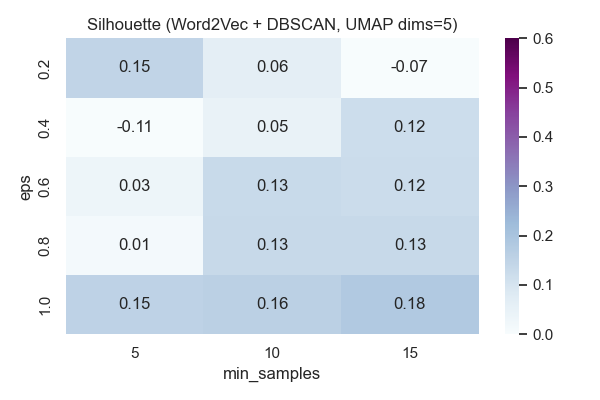 Silhouette (Word2Vec + DBSCAN, UMAP dims=5)
eps
0.2 0.15 0.06 -0.07
0.4 -0.11 0.05 0.12
0.6 0.03 0.13 0.12
0.8 0.01 0.13 0.13
1.0 0.15 0.16 0.18
5 10 15
min_samples
0.6
0.5
0.4
0.3
0.2
0.1
0.0